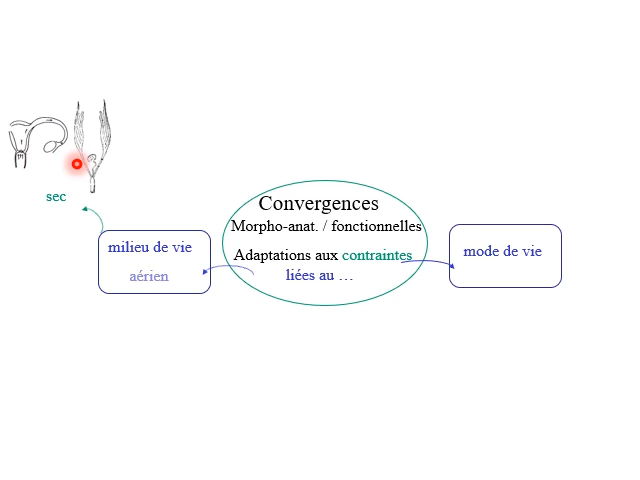 sec
Convergences
Morpho-anat. / fonctionnelles
Adaptations aux contraintes
liées au …
milieu de vie
aérien
mode de vie